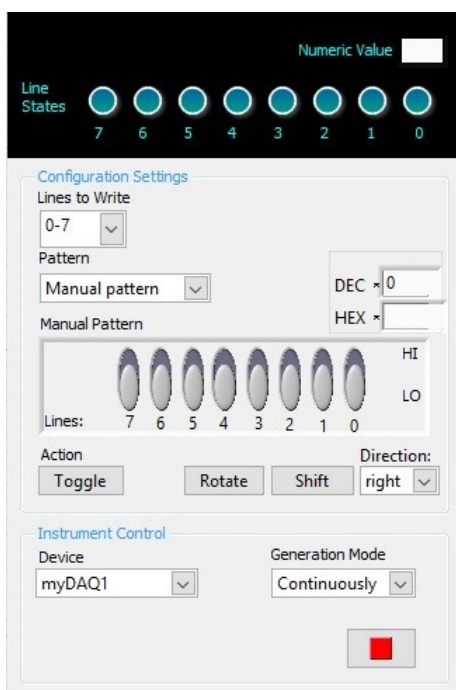 Numeric Value
Line
States
7 6 5 4 3 2 1 0
Configuration Settings
Lines to Write
0-7
Pattern
Manual pattern
DEC × 0
HEX ×
Manual Pattern
HI
LO
Lines: 7 6 5 4 3 2 1 0
Action
Direction:
Toggle Rotate Shift right
Instrument Control
Device Generation Mode
myDAQ1 Continuously